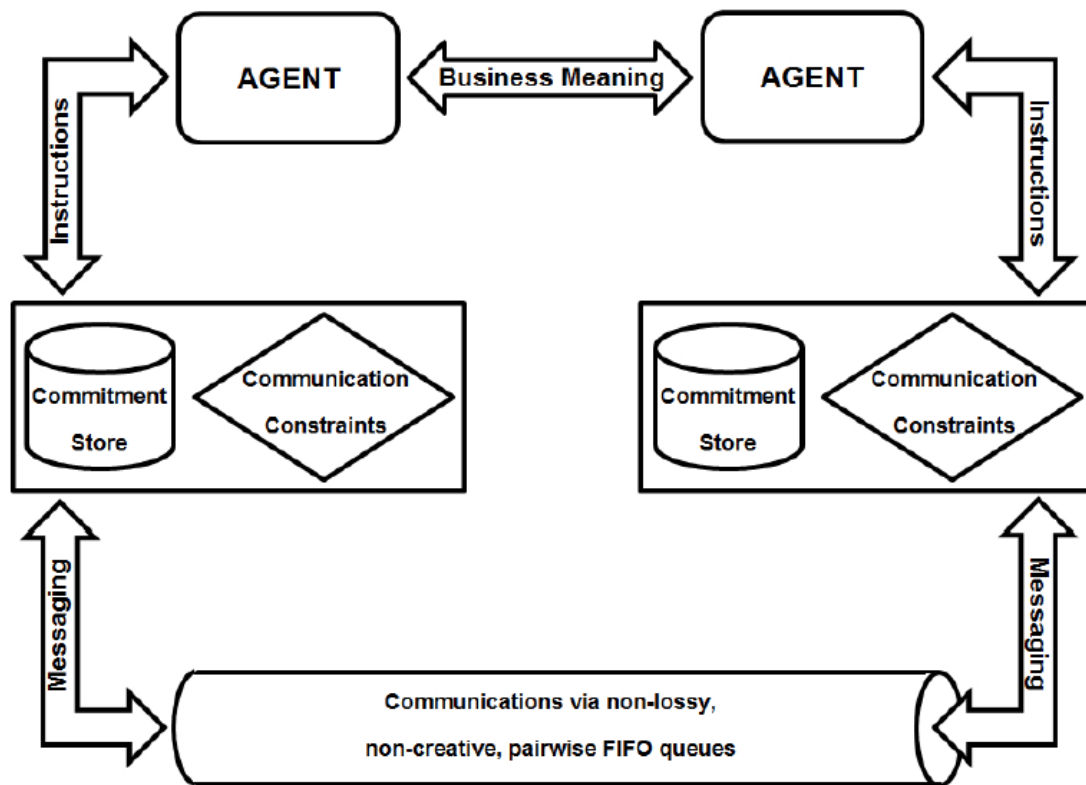 AGENT
Business Meaning
AGENT
Instructions
Instructions
Commitment
Store
Communication
Constraints
Commitment
Store
Communication
Constraints
Messaging
Messaging
Communications via non-lossy,
non-creative, pairwise FIFO queues